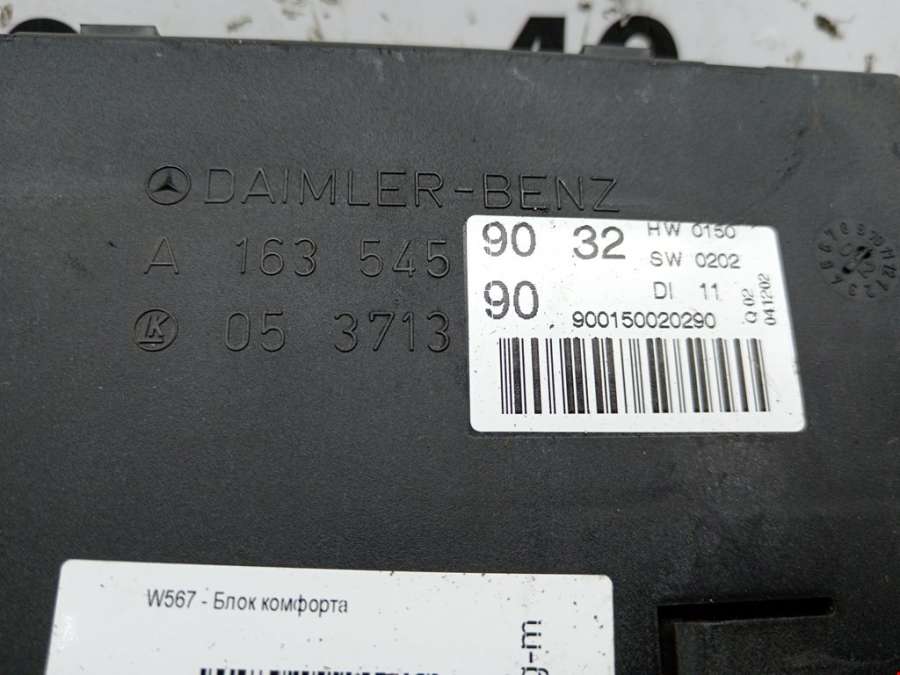 DAIMLER-BENZ
A 163 545 90 32
HW 0150
SW 0202
05 3713 90
DI 11
900150020290
Q 02
041202
W567 - Блок комфорта
g-m